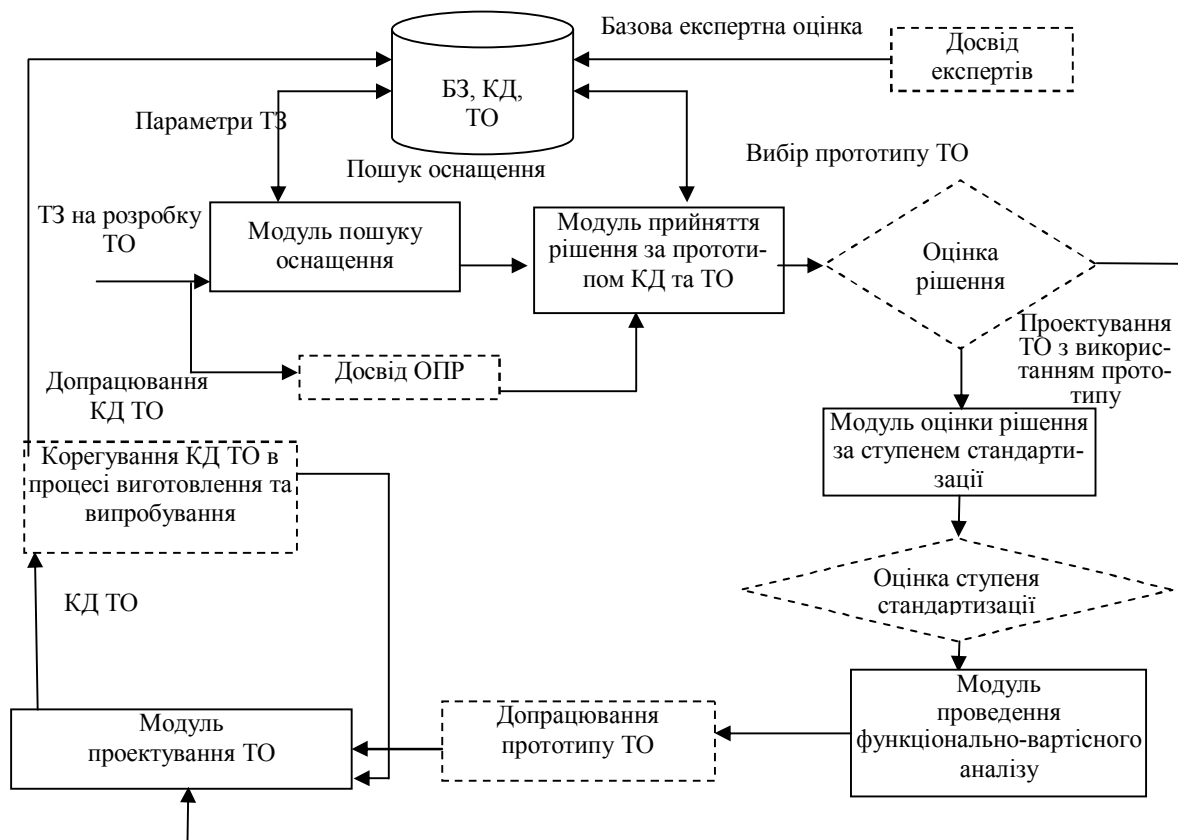 Базова експертна оцінка
Досвід
експертів
БЗ, КД,
ТО
Параметри ТЗ
Пошук оснащення
Вибір прототипу ТО
ТЗ на розробку
ТО
Модуль пошуку
оснащення
Модуль прийняття
рішення за прототи-
пом КД та ТО
Оцінка
рішення
Проектування
ТО з викорис-
танням прото-
типу
Досвід ОПР
Допрацювання
КД ТО
Модуль оцінки рішення
за ступенем стандарти-
зації
Корегування КД ТО в
процесі виготовлення та
випробування
Оцінка ступеня
стандартизації
КД ТО
Модуль
проведення
функціонально-вартісного
аналізу
Допрацювання
прототипу ТО
Модуль
проектування ТО